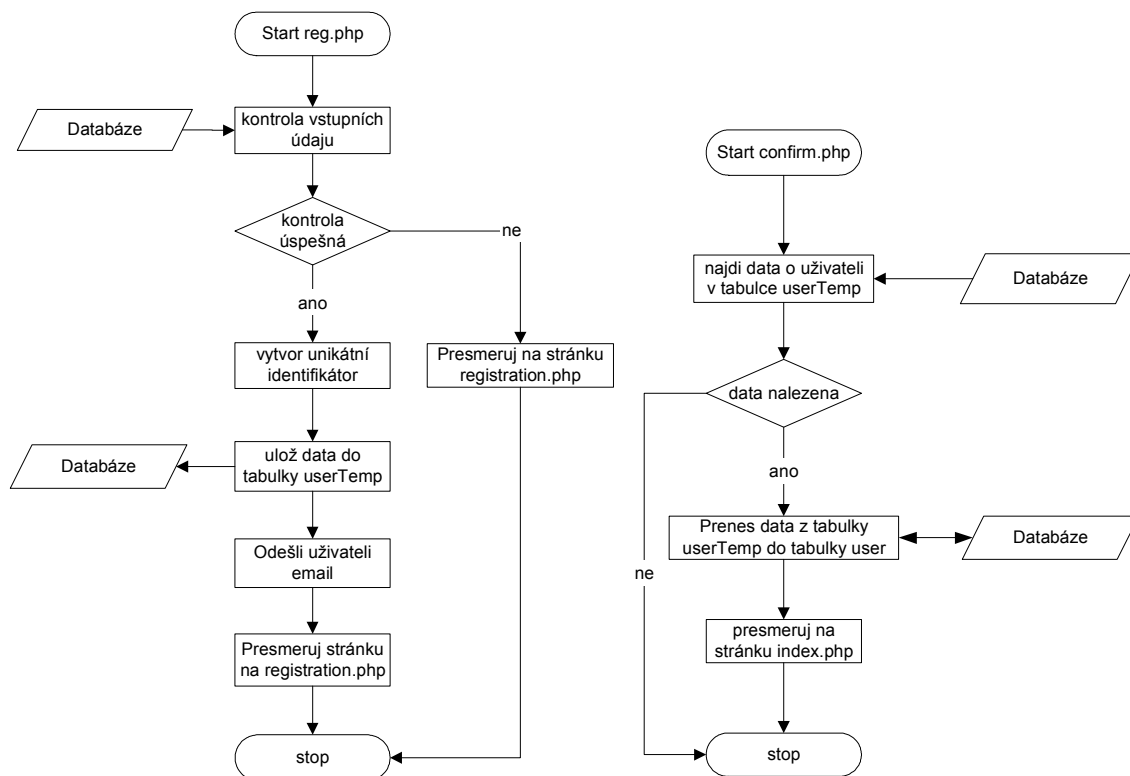 Start reg.php
Databáze
kontrola vstupních
údaju
kontrola
úspešná
ne
ano
vytvor unikátní
identifikátor
Presmeruj na stránku
registration.php
Databáze
ulož data do
tabulky userTemp
Odešli uživateli
email
Presmeruj stránku
na registration.php
stop
Start confirm.php
najdi data o uživateli
v tabulce userTemp
Databáze
data nalezena
ano
ne
Prenes data z tabulky
userTemp do tabulky user
Databáze
presmeruj na
stránku index.php
stop